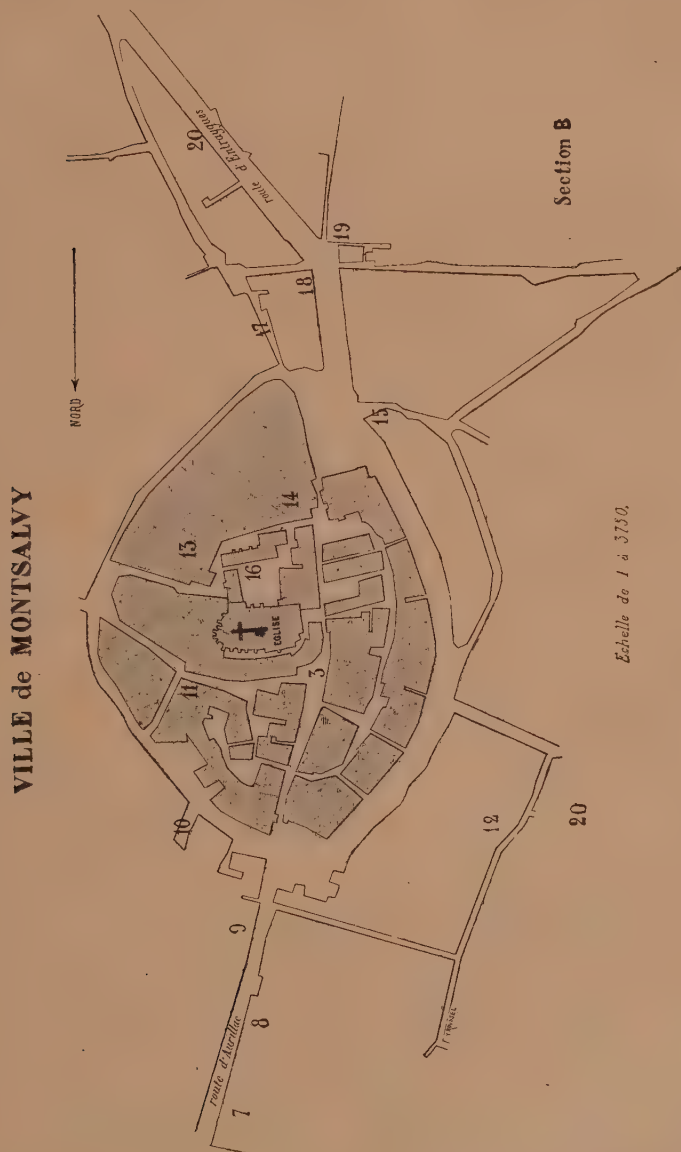 VILLE de MONTSALVY
NORD
20
route d'Entraygues
19
Section B
18
17
15
14
13
16
EGLISE
3
11
10
12
20
9
8
7
route d'Aurillac
Echelle de 1 à 3750.